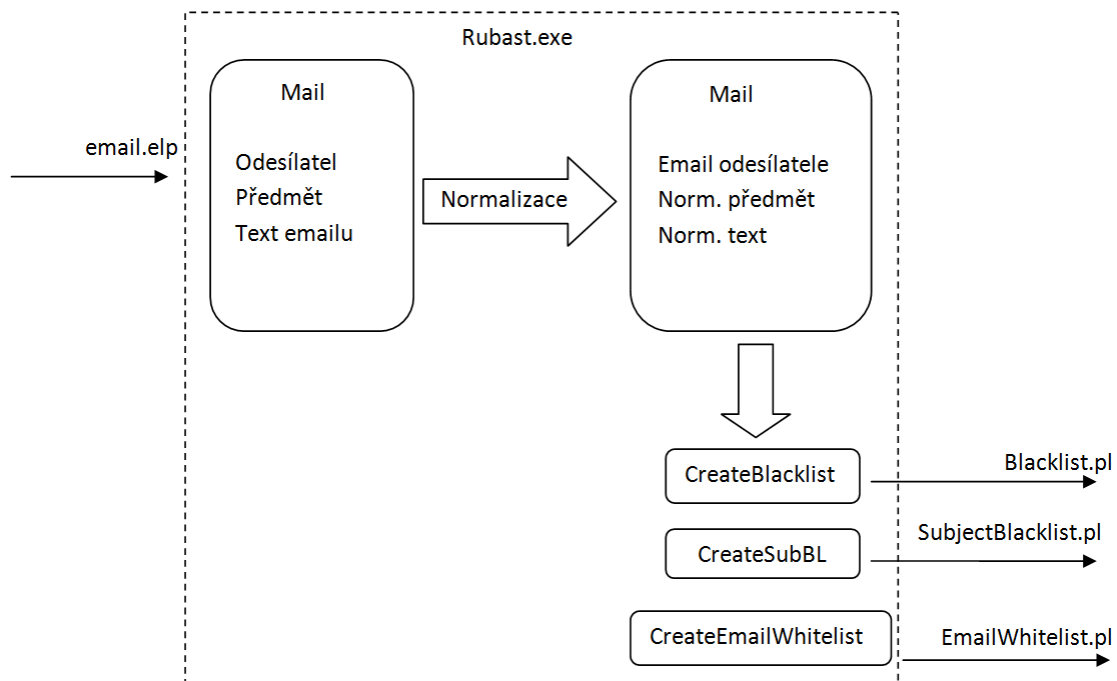 Rubast.exe
email.elp
Mail
Odesílatel
Předmět
Text emailu
Normalizace
Mail
Email odesílatele
Norm. předmět
Norm. text
CreateBlacklist
Blacklist.pl
CreateSubBL
SubjectBlacklist.pl
CreateEmailWhitelist
EmailWhitelist.pl